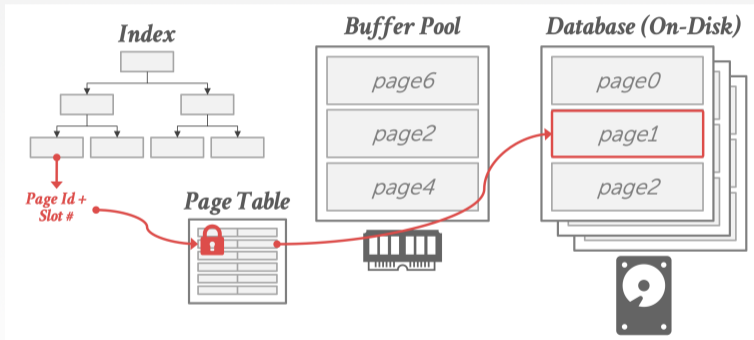 Index
Buffer Pool
Database (On-Disk)
page6
page2
page4
page0
page1
page2
Page Id +
Slot #
Page Table